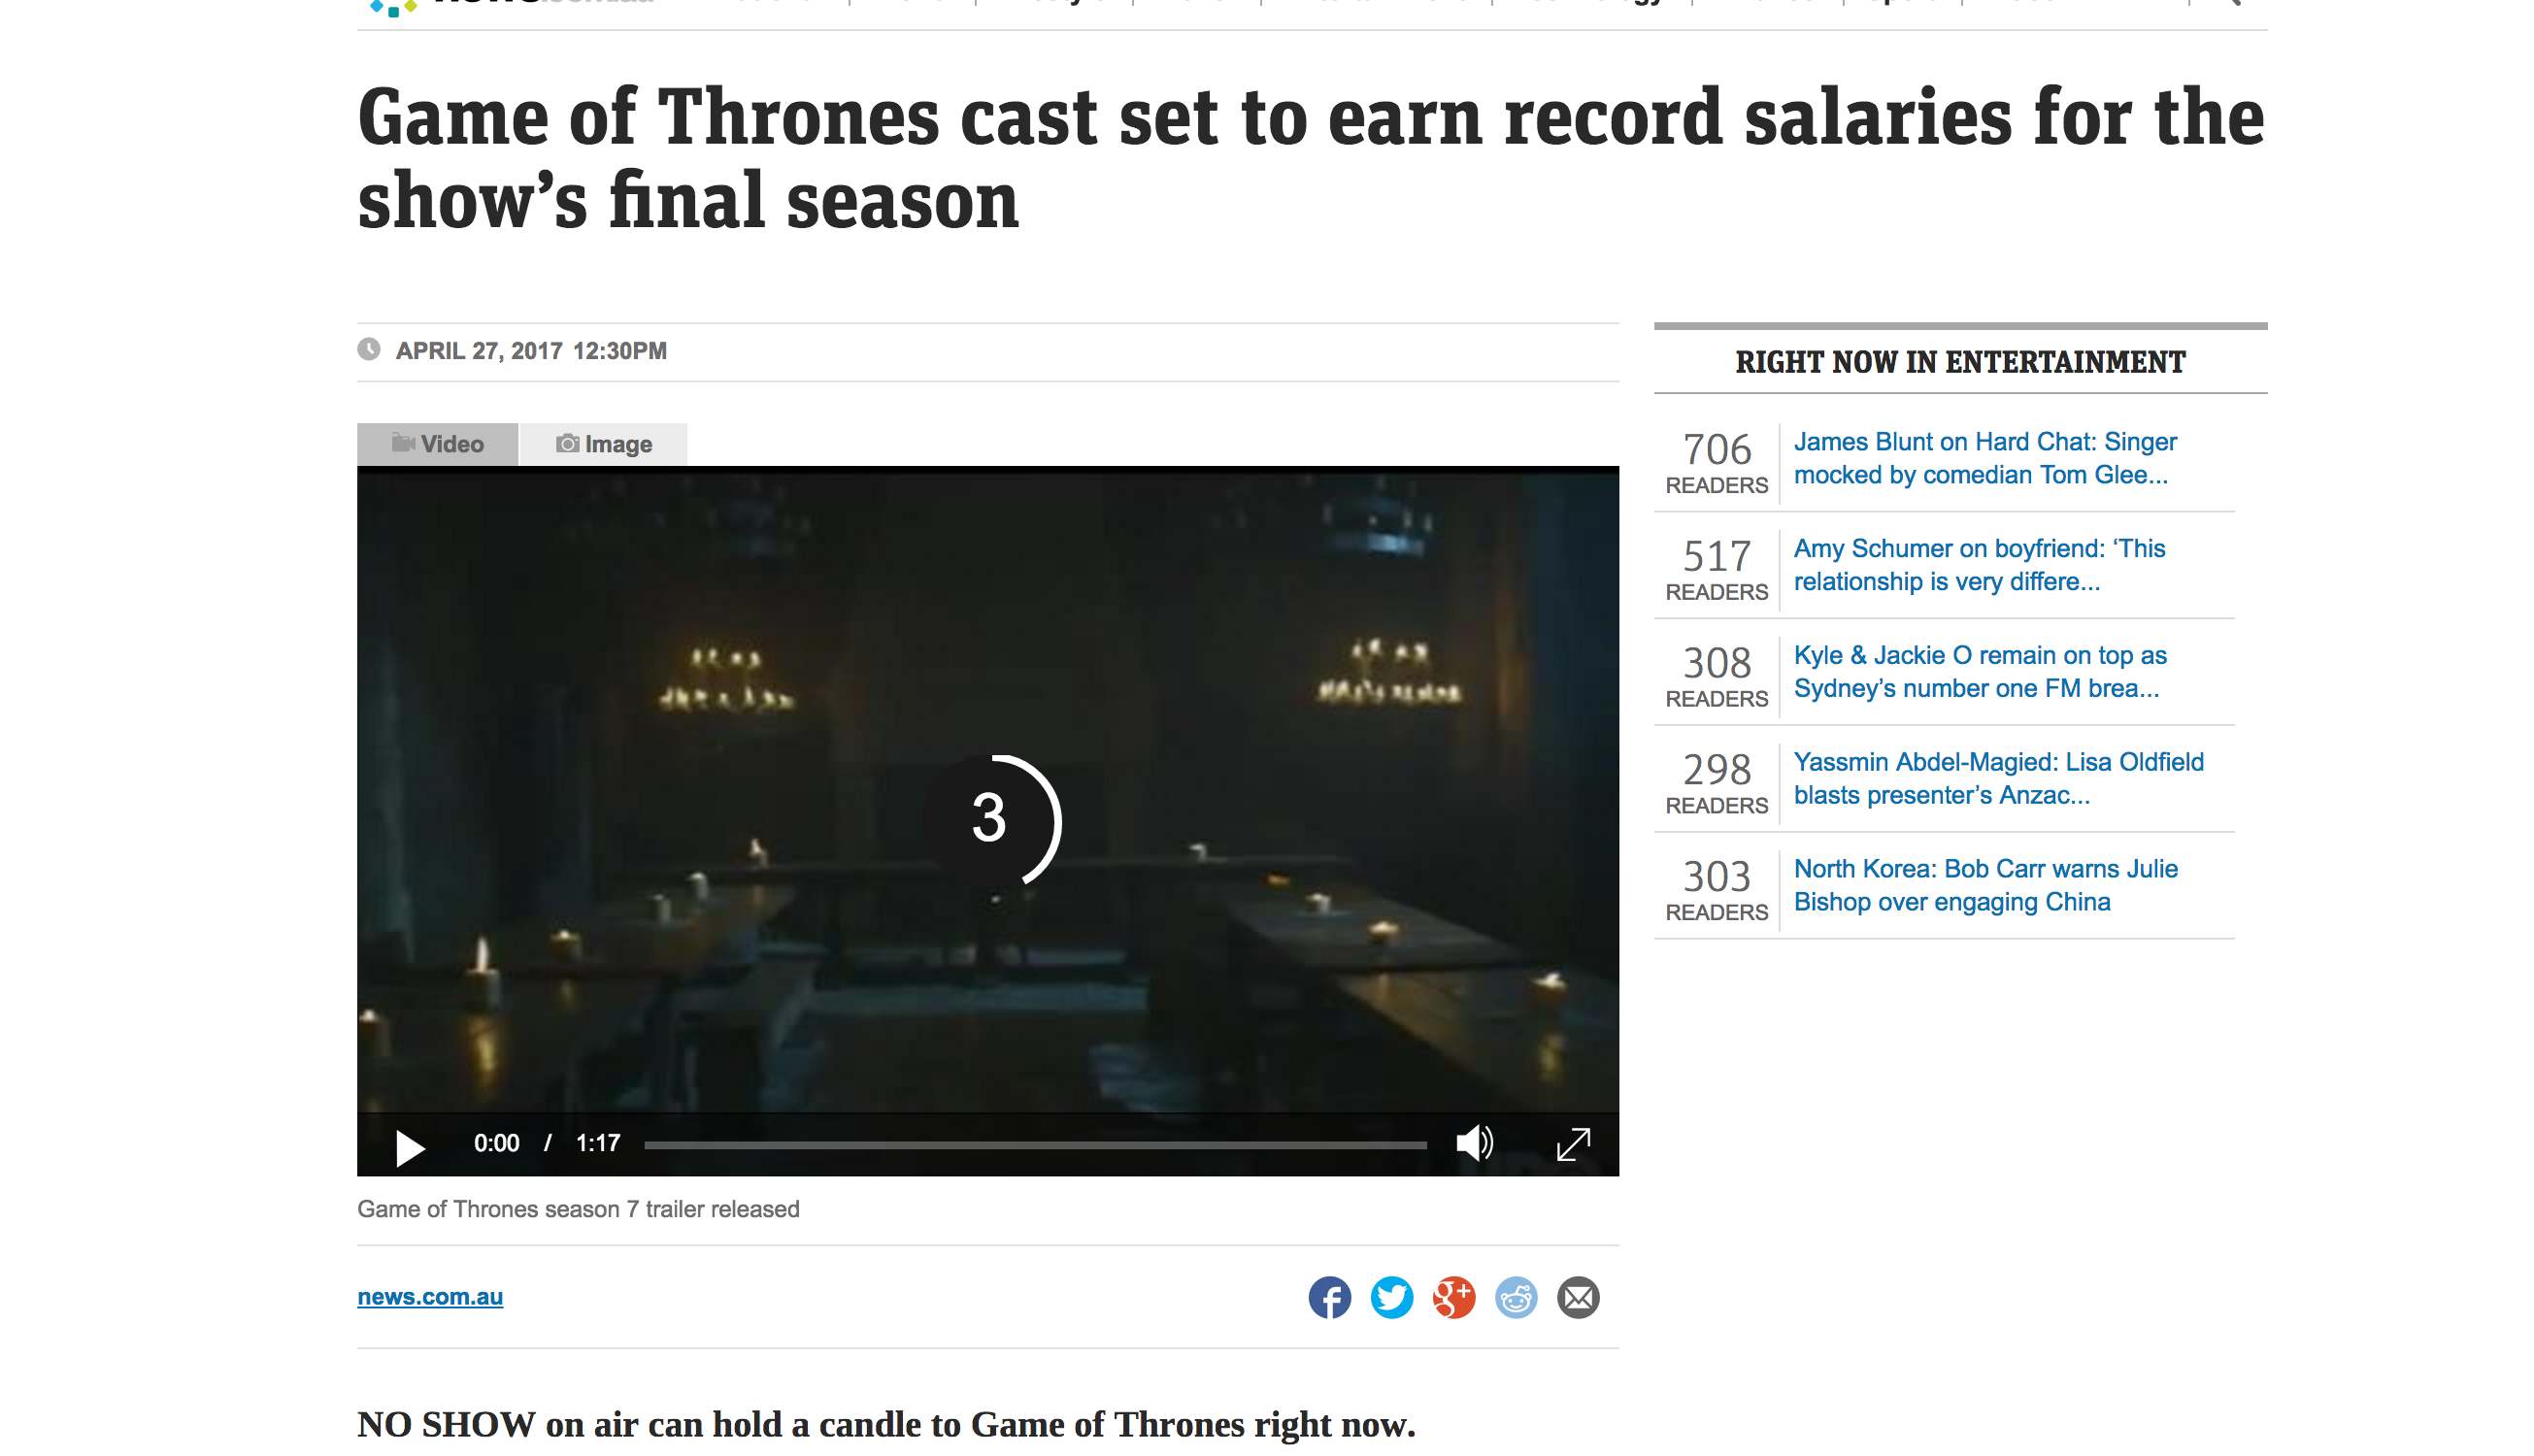 Game of Thrones cast set to earn record salaries for the
show’s final season
APRIL 27, 2017 12:30PM
Video
Image
3
0:00 / 1:17
Game of Thrones season 7 trailer released
news.com.au
NO SHOW on air can hold a candle to Game of Thrones right now.
RIGHT NOW IN ENTERTAINMENT
706
READERS
James Blunt on Hard Chat: Singer
mocked by comedian Tom Glee...
517
READERS
Amy Schumer on boyfriend: ‘This
relationship is very differe...
308
READERS
Kyle & Jackie O remain on top as
Sydney’s number one FM brea...
298
READERS
Yassmin Abdel-Magied: Lisa Oldfield
blasts presenter’s Anzac...
303
READERS
North Korea: Bob Carr warns Julie
Bishop over engaging China